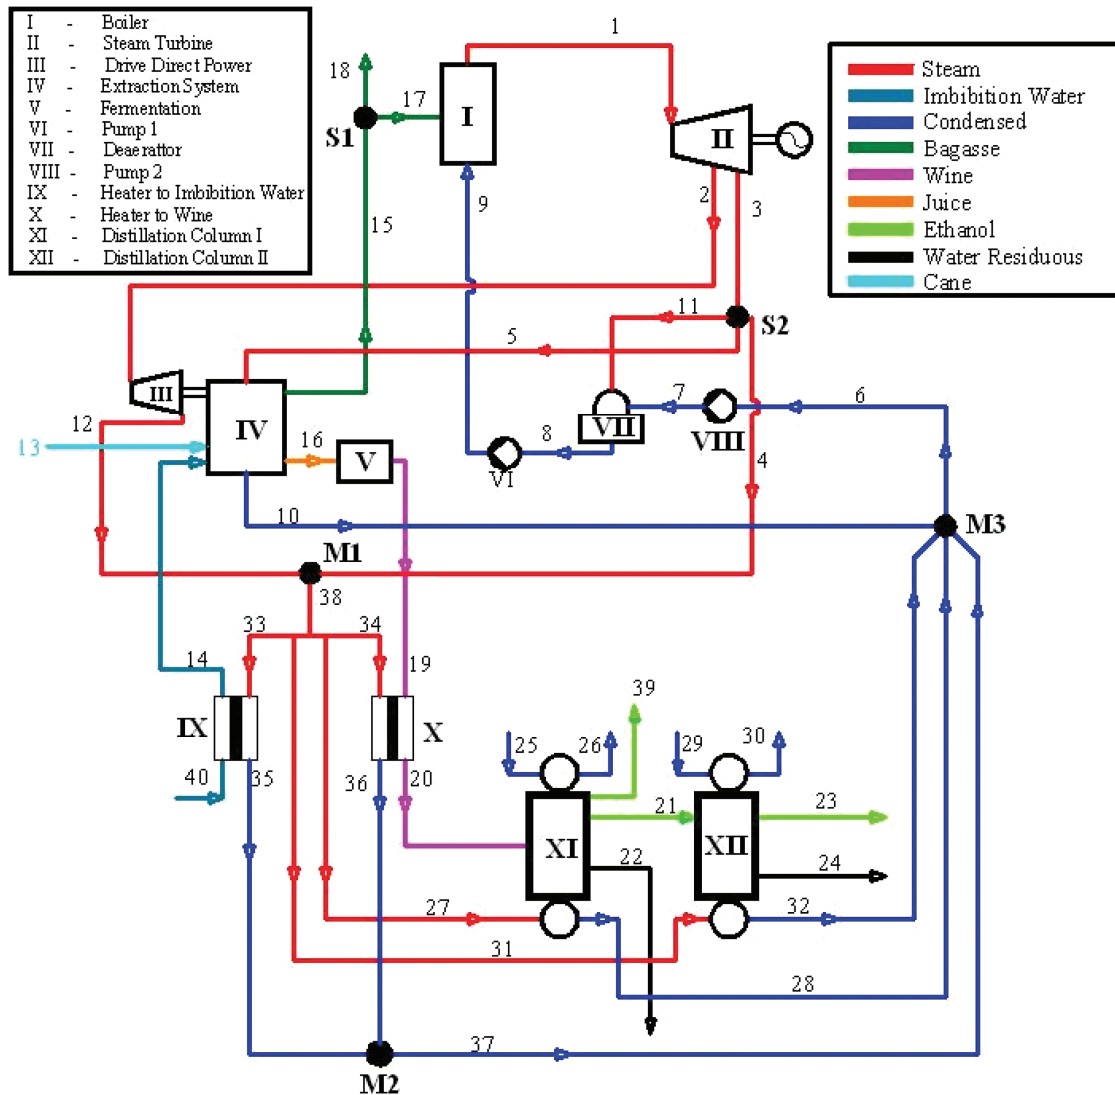 I - Boiler
II - Steam Turbine
III - Drive Direct Power
IV - Extraction System
V - Fermentation
VI - Pump 1
VII - Deaerattor
VIII - Pump 2
IX - Heater to Imbibition Water
X - Heater to Wine
XI - Distillation Column I
XII - Distillation Column II
Steam
Imbibition Water
Condensed
Bagasse
Wine
Juice
Ethanol
Water Residuous
Cane
1
18
17
I
S1
II
2
3
9
15
11
S2
5
7
6
III
12
IV
VII
VIII
13
16
V
8
VI
4
10
M3
M1
38
33
34
14
19
39
IX
X
25
26
29
30
40
35
36
20
21
23
XI
XII
22
24
27
32
31
28
37
M2